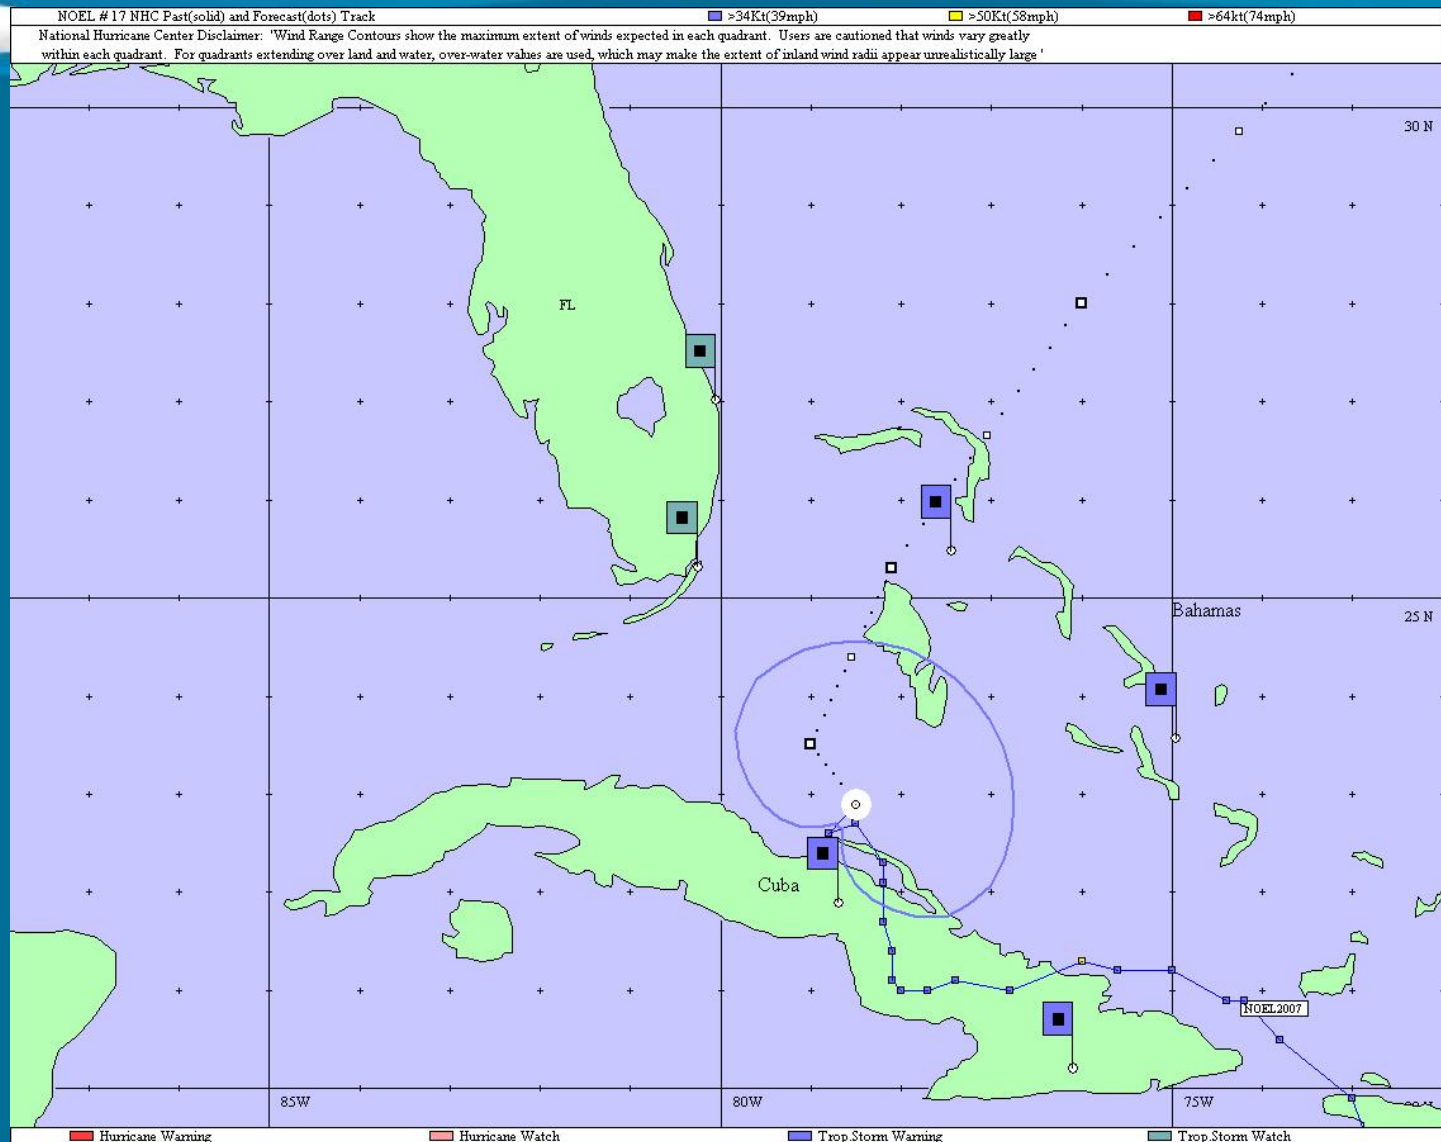 NOEL # 17 NHC Past(solid) and Forecast(dots) Track >34Kt(39mph) >50Kt(58mph) >64kt(74mph)
National Hurricane Center Disclaimer: 'Wind Range Contours show the maximum extent of winds expected in each quadrant. Users are cautioned that winds vary greatly
within each quadrant. For quadrants extending over land and water, over-water values are used, which may make the extent of inland wind radii appear unrealistically large '
30 N
FL
Bahamas
25 N
Cuba
NOEL2007
85W 80W 75W
Hurricane Warning Hurricane Watch Trop.Storm Warning Trop.Storm Watch